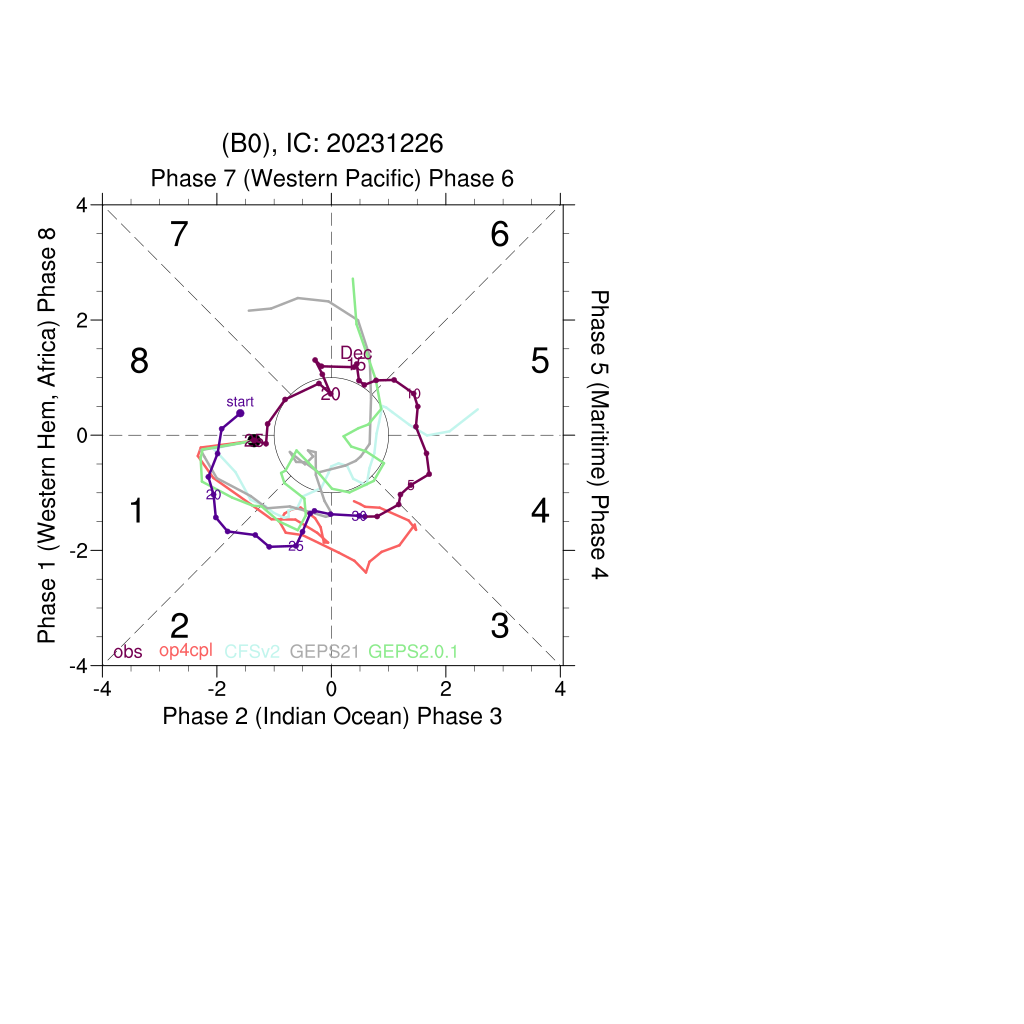 (B0), IC: 20231226
Phase 7 (Western Pacific) Phase 6
4
7
6
Phase 1 (Western Hem, Africa) Phase 8
Phase 5 (Maritime) Phase 4
2
Dec
15
8
5
20
10
start
0
25
5
20
1
4
30
25
-2
2
3
obs op4cpl CFSv2 GEPS21 GEPS2.0.1
-4
-4 -2 0 2 4
Phase 2 (Indian Ocean) Phase 3